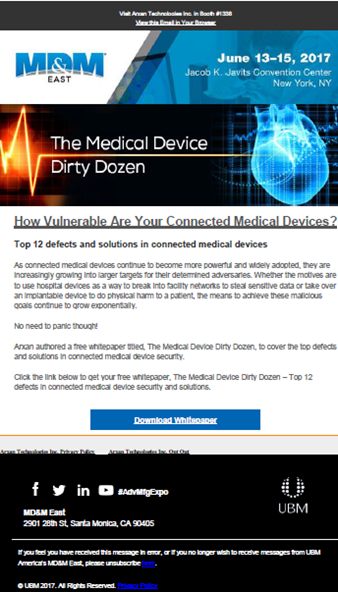 Visit Arxan Technologies Inc. in Booth #1338
View this Email in Your Browser
MD&M
EAST
June 13–15, 2017
Jacob K. Javits Convention Center
New York, NY
The Medical Device
Dirty Dozen
How Vulnerable Are Your Connected Medical Devices?
Top 12 defects and solutions in connected medical devices
As connected medical devices continue to become more powerful and widely adopted, they are
increasingly growing into larger targets for their determined adversaries. Whether the motives are
to use hospital devices as a way to break into facility networks to steal sensitive data or take over
an implantable device to do physical harm to a patient, the means to achieve these malicious
goals continue to grow exponentially.
No need to panic though!
Arxan authored a free whitepaper titled, The Medical Device Dirty Dozen, to cover the top defects
and solutions in connected medical device security.
Click the link below to get your free whitepaper, The Medical Device Dirty Dozen – Top 12
defects in connected medical device security and solutions.
Download Whitepaper
Arxan Technologies Inc. Privacy Policy Arxan Technologies Inc. Opt Out
#AdvMfgExpo
UBM
MD&M East
2901 28th St, Santa Monica, CA 90405
If you feel you have received this message in error, or if you no longer wish to receive messages from UBM
America's MD&M East, please unsubscribe here.
© UBM 2017. All Rights Reserved. Privacy Policy